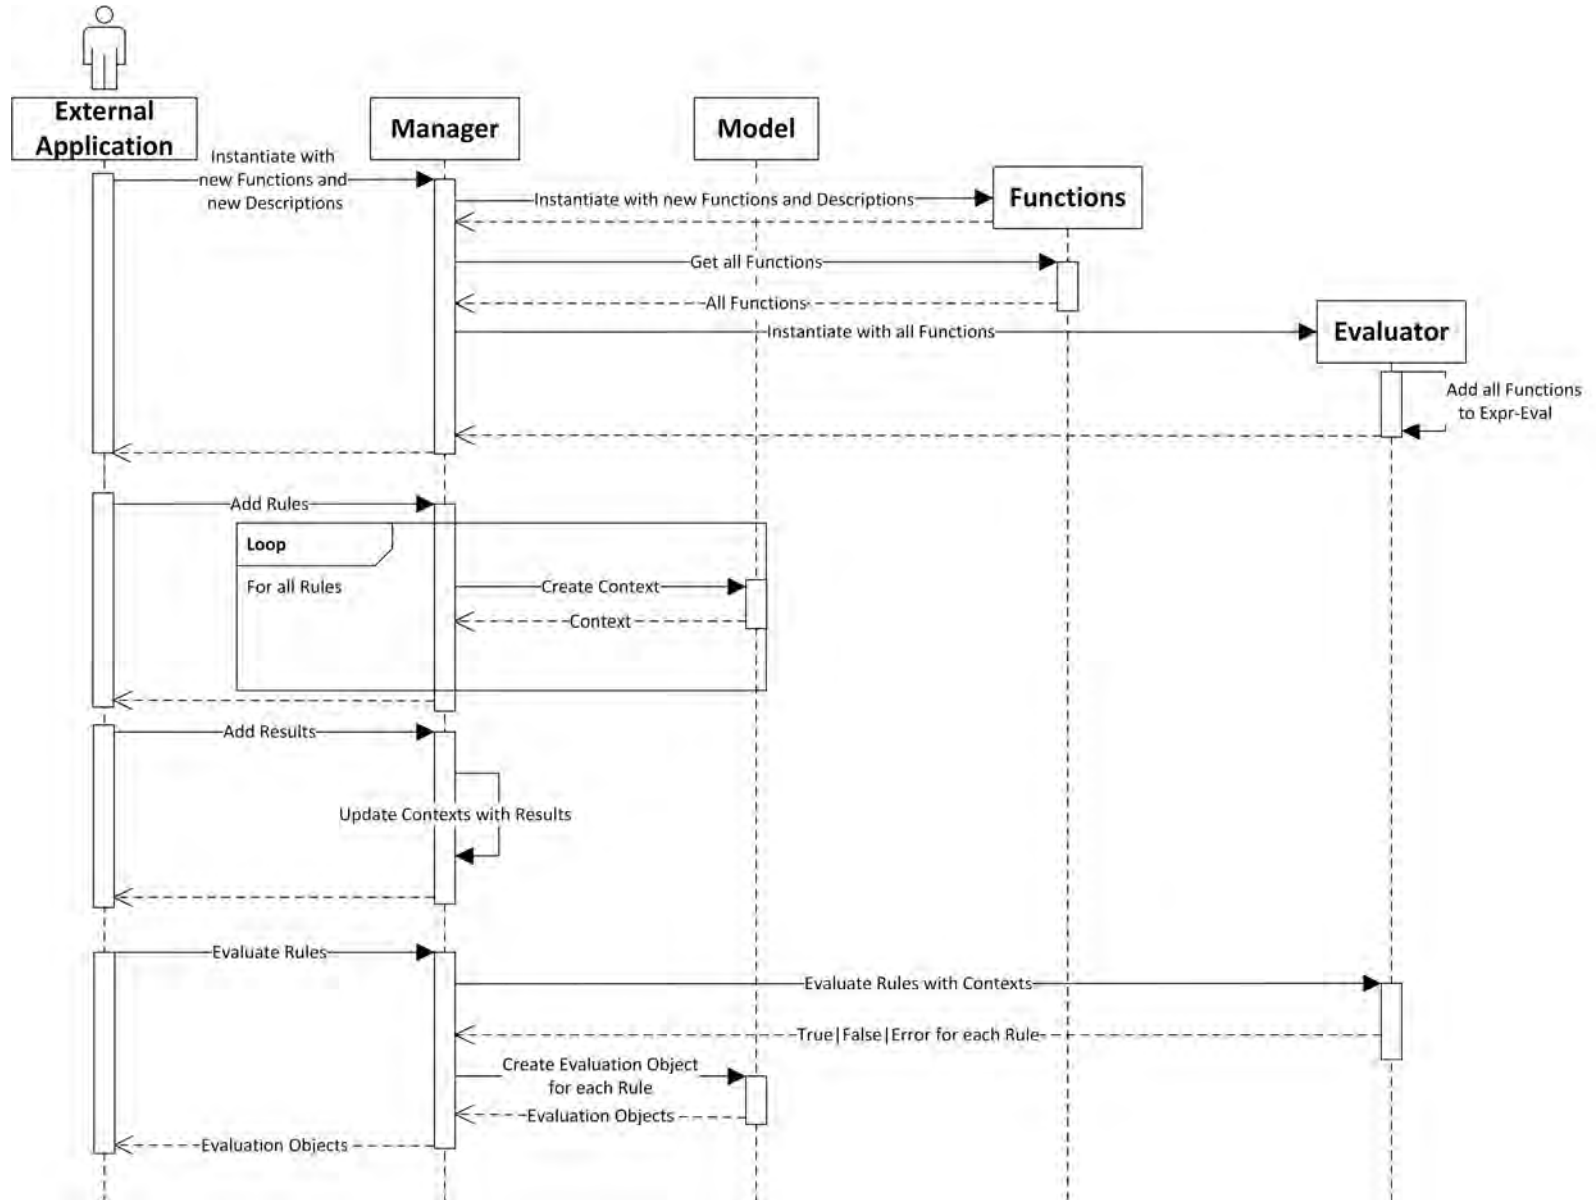 External
Application
Manager
Model
Instantiate with
new Functions and
new Descriptions
Instantiate with new Functions and Descriptions
Functions
Get all Functions
All Functions
Instantiate with all Functions
Evaluator
Add all Functions
to Expr-Eval
Add Rules
Loop
For all Rules
Create Context
Context
Add Results
Update Contexts with Results
Evaluate Rules
Evaluate Rules with Contexts
True|False|Error for each Rule
Create Evaluation Object
for each Rule
Evaluation Objects
Evaluation Objects